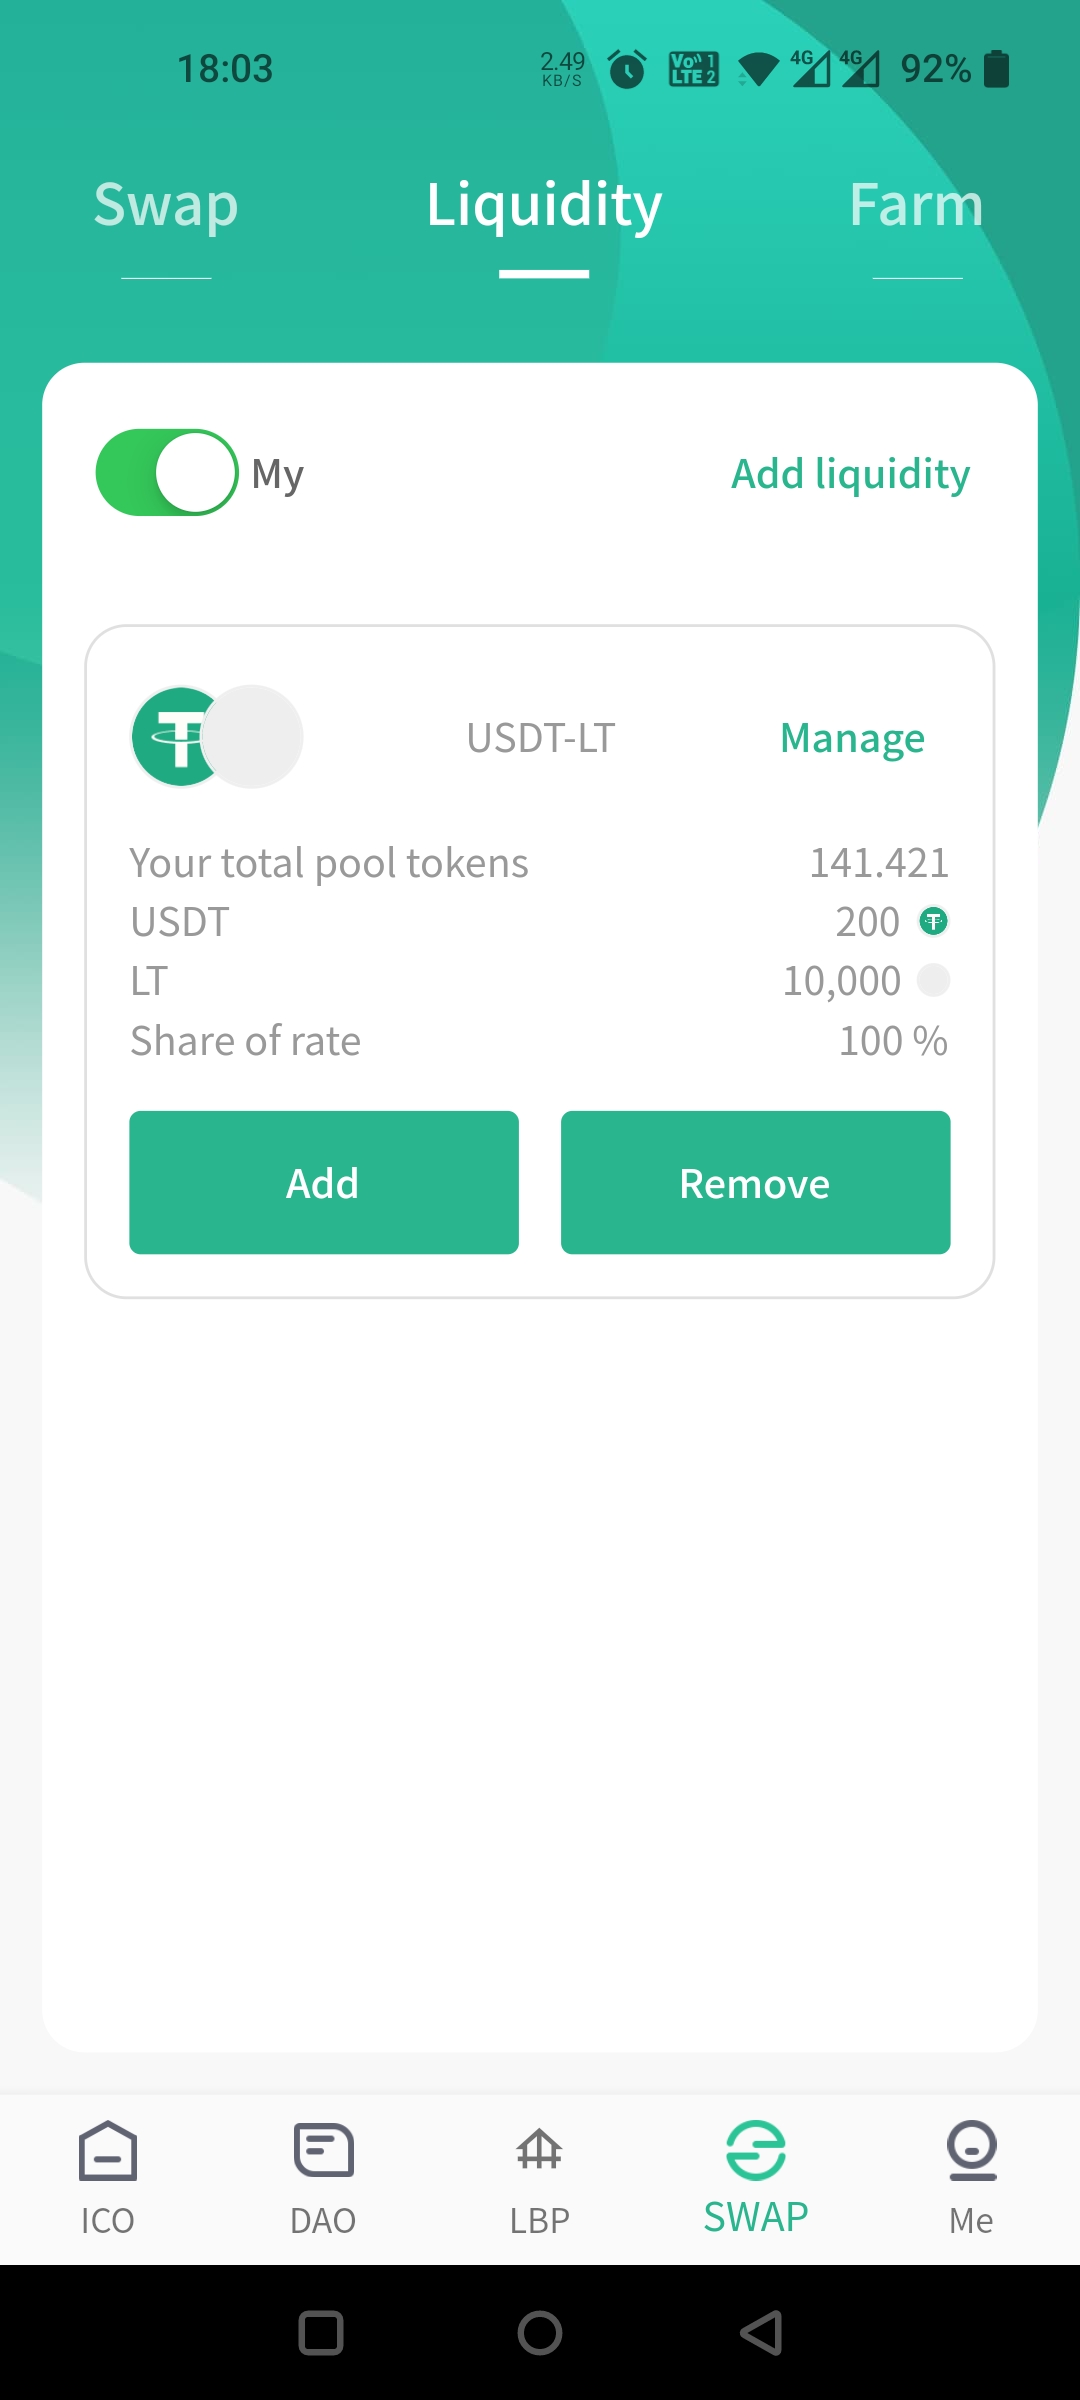 18:03 2.49 KB/S Vo)) 1 LTE 2 4G 4G 92%
Swap Liquidity Farm
My Add liquidity
USDT-LT Manage
Your total pool tokens 141.421
USDT 200
LT 10,000
Share of rate 100 %
Add Remove
ICO DAO LBP SWAP Me